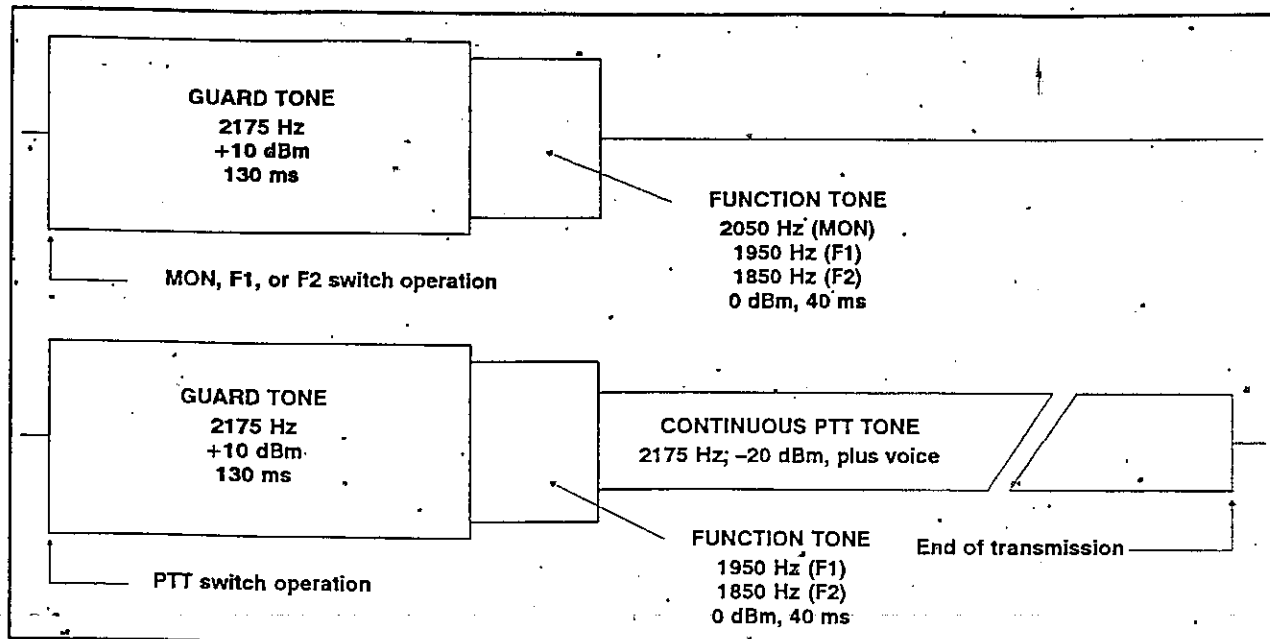 GUARD TONE
2175 Hz
+10 dBm
130 ms
FUNCTION TONE
2050 Hz (MON)
1950 Hz (F1)
1850 Hz (F2)
0 dBm, 40 ms
MON, F1, or F2 switch operation
GUARD TONE
2175 Hz
+10 dBm
130 ms
CONTINUOUS PTT TONE
2175 Hz; –20 dBm, plus voice
FUNCTION TONE
1950 Hz (F1)
1850 Hz (F2)
0 dBm, 40 ms
End of transmission
PTT switch operation